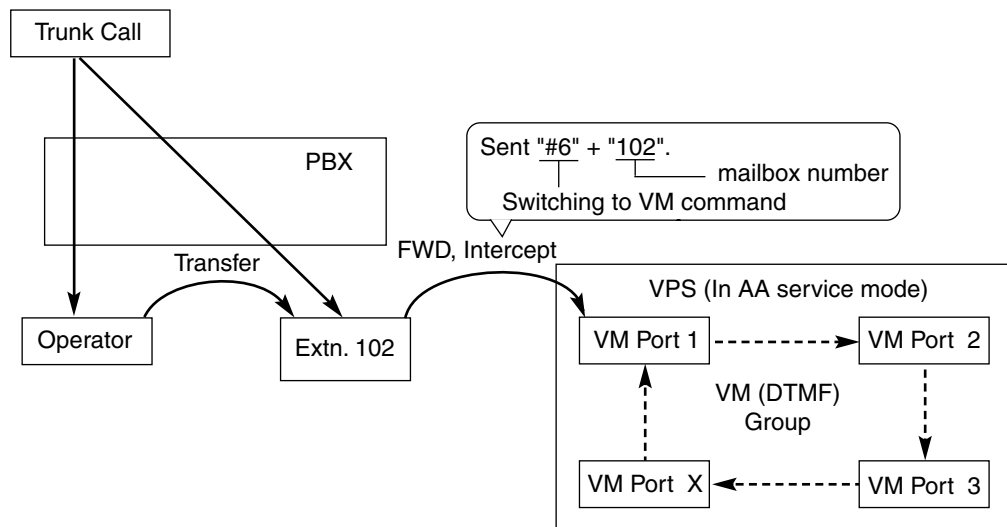 Trunk Call
PBX
Sent "#6" + "102".
mailbox number
Switching to VM command
FWD, Intercept
Transfer
VPS (In AA service mode)
Operator
Extn. 102
VM Port 1
VM Port 2
VM (DTMF)
Group
VM Port X
VM Port 3